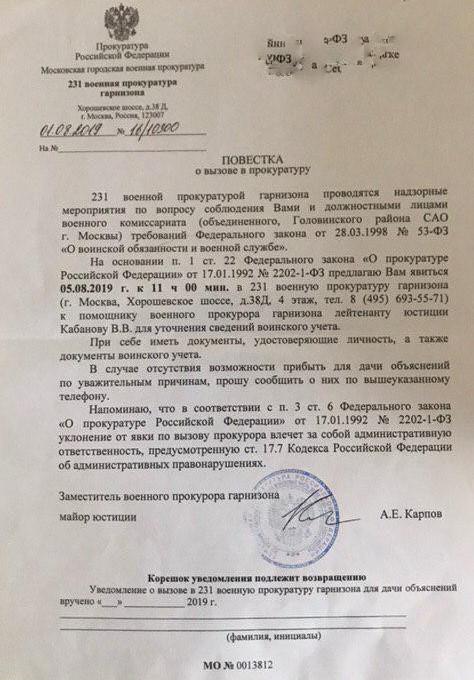 Прокуратура
Российской Федерации
Московская городская военная прокуратура
231 военная прокуратура
гарнизона
Хорошевское шоссе, д.38 Д,
г. Москва, Россия, 123007
01.08.2019 № 16/10300
На №
-ФЗ
ФЗ а
ПОВЕСТКА
о вызове в прокуратуру
231 военной прокуратурой гарнизона проводятся надзорные
мероприятия по вопросу соблюдения Вами и должностными лицами
военного комиссариата (объединенного, Головинского района САО
г. Москвы) требований Федерального закона от 28.03.1998 № 53-ФЗ
«О воинской обязанности и военной службе».
На основании п. 1 ст. 22 Федерального закона «О прокуратуре
Российской Федерации» от 17.01.1992 № 2202-1-ФЗ предлагаю Вам явиться
05.08.2019 г. к 11 ч 00 мин. в 231 военную прокуратуру гарнизона
(г. Москва, Хорошевское шоссе, д.38Д, 4 этаж, тел. 8 (495) 693-55-71)
к помощнику военного прокурора гарнизона лейтенанту юстиции
Кабанову В.В. для уточнения сведений воинского учета.
При себе иметь документы, удостоверяющие личность, а также
документы воинского учета.
В случае отсутствия возможности прибыть для дачи объяснений
по уважительным причинам, прошу сообщить о них по вышеуказанному
телефону.
Напоминаю, что в соответствии с п. 3 ст. 6 Федерального закона
«О прокуратуре Российской Федерации» от 17.01.1992 № 2202-1-ФЗ
уклонение от явки по вызову прокурора влечет за собой административную
ответственность, предусмотренную ст. 17.7 Кодекса Российской Федерации
об административных правонарушениях.
Заместитель военного прокурора гарнизона
майор юстиции А.Е. Карпов
Корешок уведомления подлежит возвращению
Уведомление о вызове в 231 военную прокуратуру гарнизона для дачи объяснений
вручено «___» ____________ 2019 г.
(фамилия, инициалы)
МО № 0013812